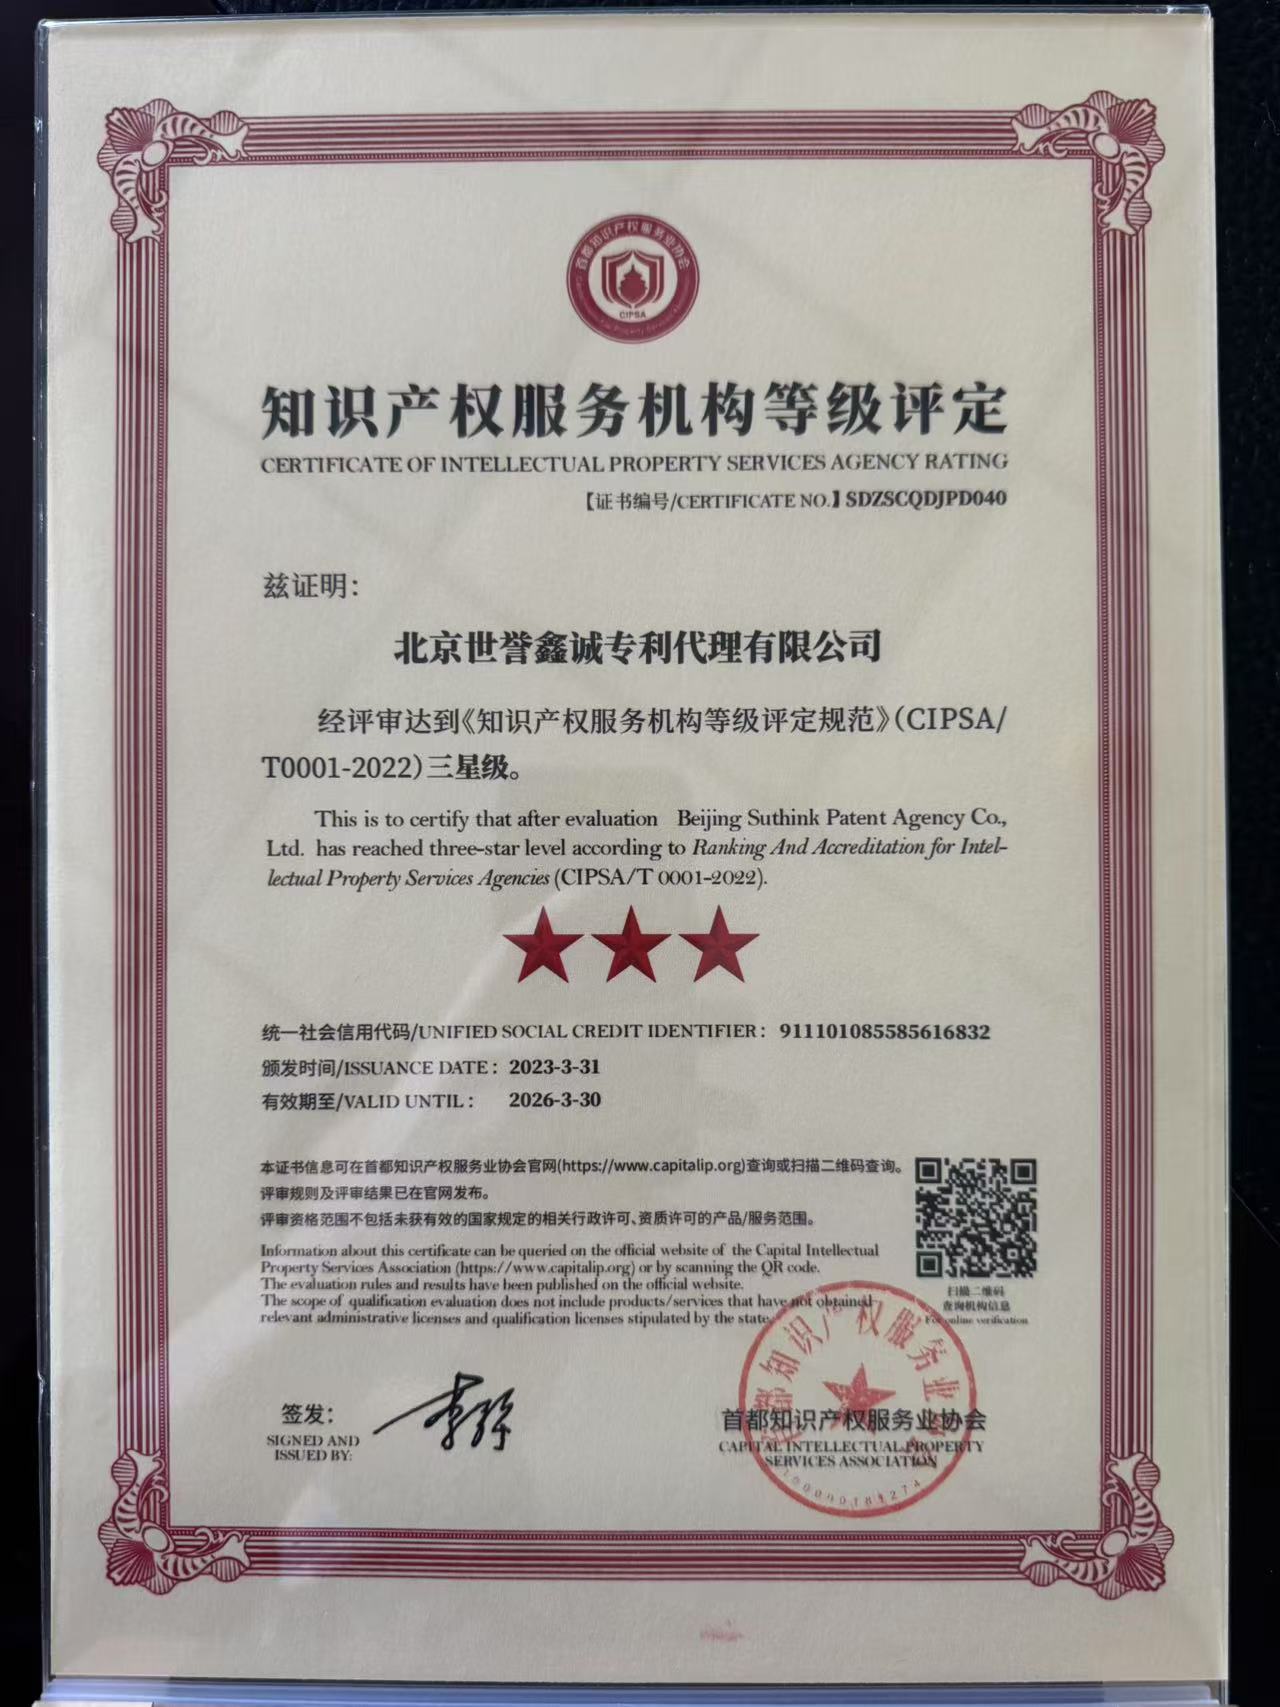 首都知识产权服务业协会
CIPSA
知识产权服务机构等级评定
CERTIFICATE OF INTELLECTUAL PROPERTY SERVICES AGENCY RATING
【证书编号/CERTIFICATE NO.】SDZSCQDJPD040
兹证明：
北京世誉鑫诚专利代理有限公司
经评审达到《知识产权服务机构等级评定规范》（CIPSA/
T0001-2022）三星级。
This is to certify that after evaluation Beijing Suthink Patent Agency Co.,
Ltd. has reached three-star level according to Ranking And Accreditation for Intel-
lectual Property Services Agencies (CIPSA/T 0001-2022).
统一社会信用代码/UNIFIED SOCIAL CREDIT IDENTIFIER： 911101085585616832
颁发时间/ISSUANCE DATE： 2023-3-31
有效期至/VALID UNTIL： 2026-3-30
本证书信息可在首都知识产权服务业协会官网(https://www.capitalip.org)查询或扫描二维码查询。
评审规则及评审结果已在官网发布。
评审资格范围不包括未获有效的国家规定的相关行政许可、资质许可的产品/服务范围。
Information about this certificate can be queried on the official website of the Capital Intellectual
Property Services Association (https://www.capitalip.org) or by scanning the QR code.
The evaluation rules and results have been published on the official website.
The scope of qualification evaluation does not include products/services that have not obtained
relevant administrative licenses and qualification licenses stipulated by the state.
扫描二维码
查询机构信息
For online verification
签发：
SIGNED AND
ISSUED BY:
首都知识产权服务业协会
CAPITAL INTELLECTUAL PROPERTY
SERVICES ASSOCIATION
首都知识产权服务业协会